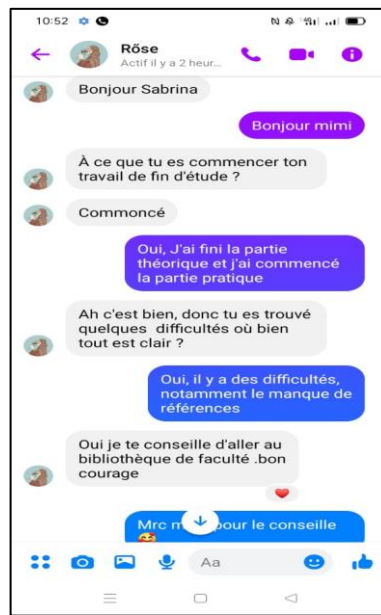 10:52
Rőse
Actif il y a 2 heur...
Bonjour Sabrina
Bonjour mimi
À ce que tu es commencer ton
travail de fin d'étude ?
Commoncé
Oui, J'ai fini la partie
théorique et j'ai commencé
la partie pratique
Ah c'est bien, donc tu es trouvé
quelques difficultés où bien
tout est clair ?
Oui, il y a des difficultés,
notamment le manque de
références
Oui je te conseille d'aller au
bibliothèque de faculté .bon
courage
Mrc m pour le conseille
Aa